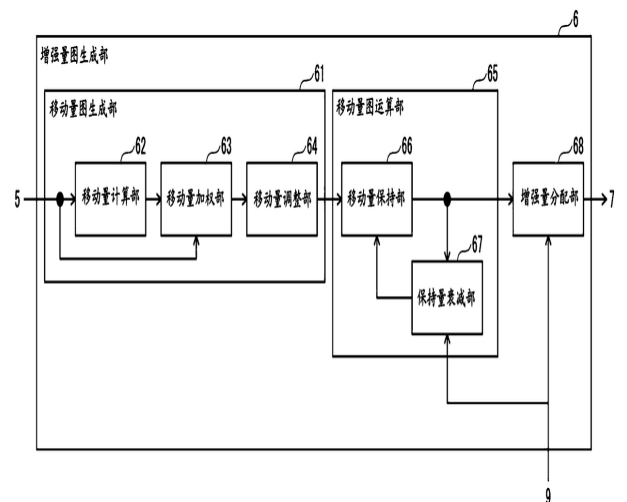 6
增强量图生成部
61
65
移动量图生成部
移动量图运算部
62
63
64
66
68
5
移动量计算部
移动量加权部
移动量调整部
移动量保持部
增强量分配部
7
67
保持量衰减部
9